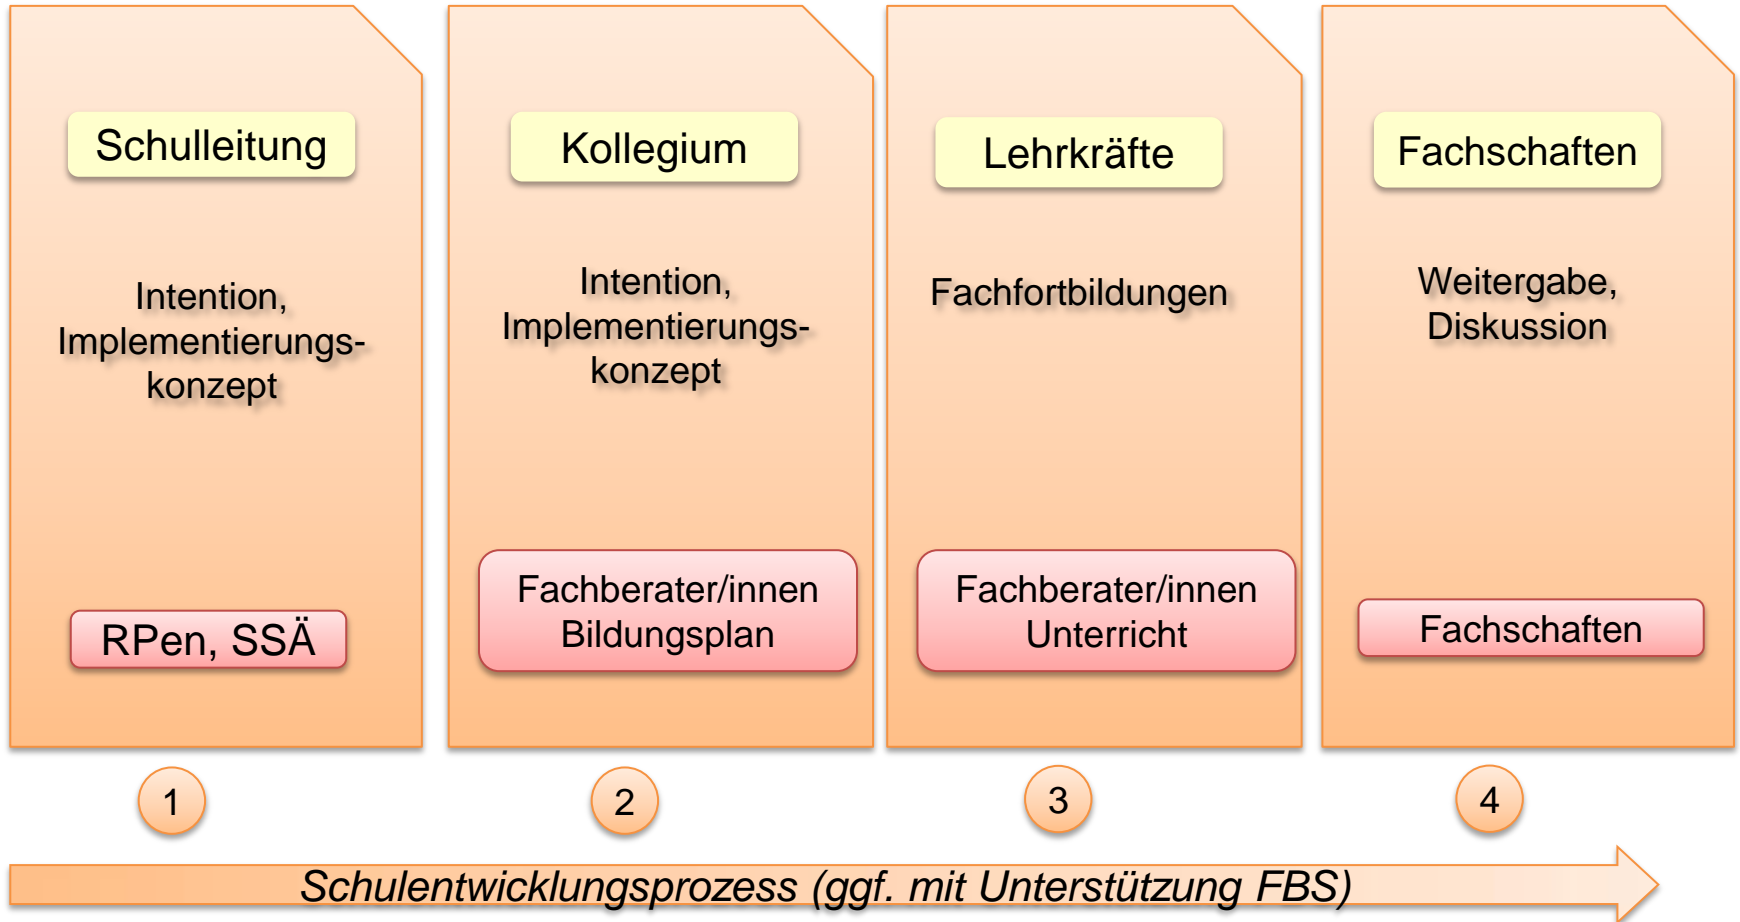 Schulleitung
Intention,
Implementierungs-
konzept
RPen, SSÄ
1
Kollegium
Intention,
Implementierungs-
konzept
Fachberater/innen
Bildungsplan
2
Lehrkräfte
Fachfortbildungen
Fachberater/innen
Unterricht
3
Fachschaften
Weitergabe,
Diskussion
Fachschaften
4
Schulentwicklungsprozess (ggf. mit Unterstützung FBS)